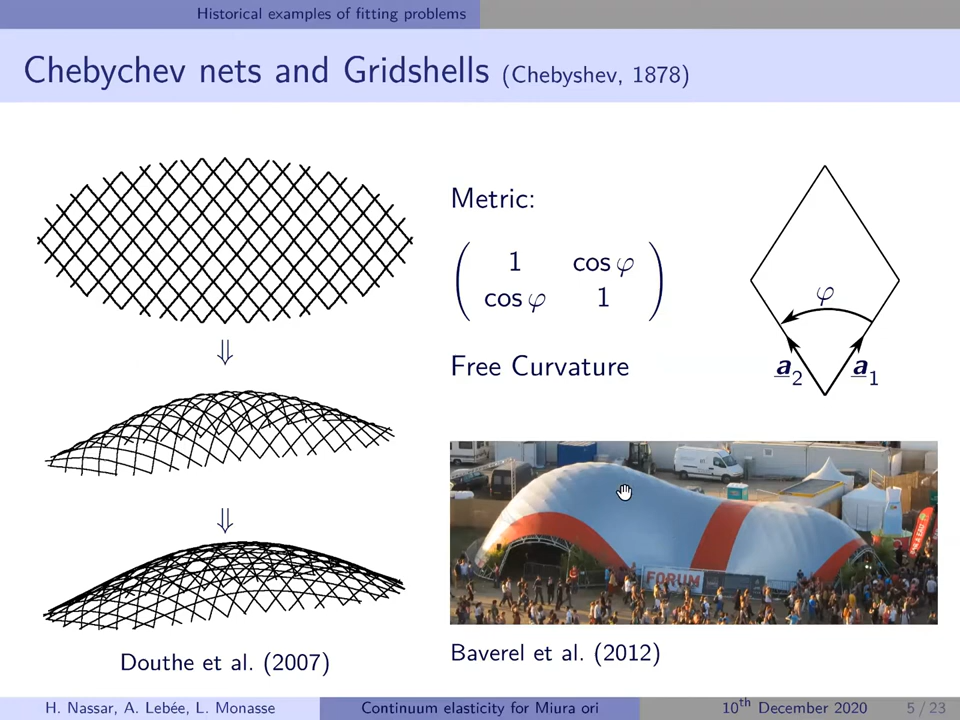 Historical examples of fitting problems
Chebychev nets and Gridshells (Chebyshev, 1878)
Metric:
1 cos φ
cos φ 1
Free Curvature
φ
a₂ a₁
⇓
⇓
FORUM
Douthe et al. (2007)
Baverel et al. (2012)
H. Nassar, A. Lebée, L. Monasse Continuum elasticity for Miura ori 10th December 2020 5 / 23